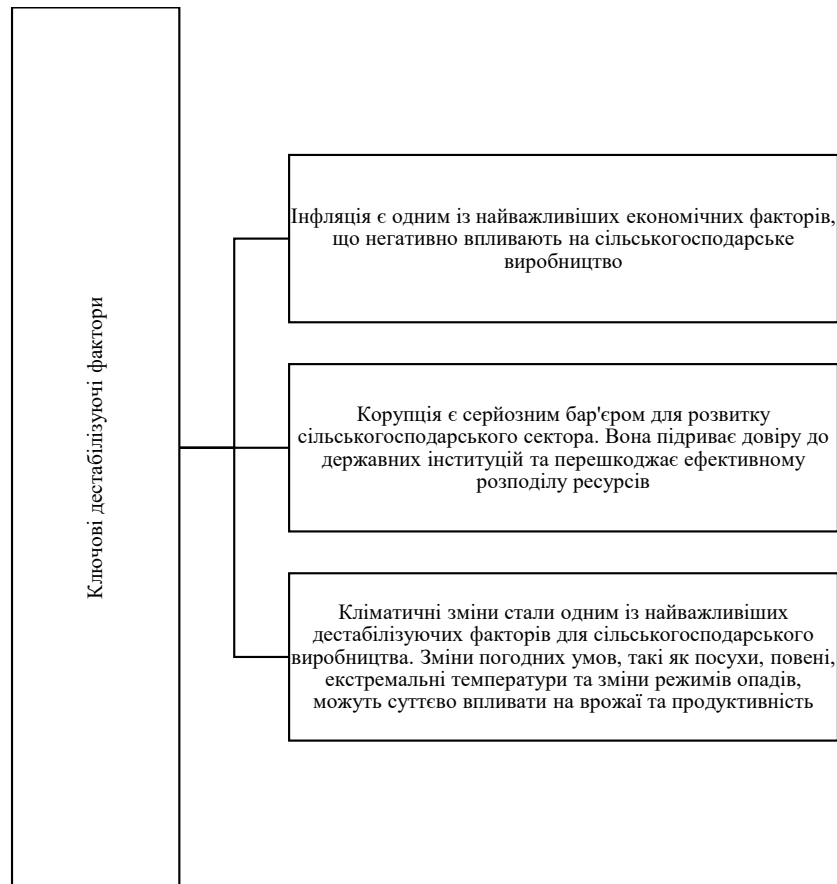 Ключові дестабілізуючі фактори
Інфляція є одним із найважливіших економічних факторів,
що негативно впливають на сільськогосподарське
виробництво
Корупція є серйозним бар'єром для розвитку
сільськогосподарського сектора. Вона підриває довіру до
державних інституцій та перешкоджає ефективному
розподілу ресурсів
Кліматичні зміни стали одним із найважливіших
дестабілізуючих факторів для сільськогосподарського
виробництва. Зміни погодних умов, такі як посухи, повені,
екстремальні температури та зміни режимів опадів,
можуть суттєво впливати на врожаї та продуктивність